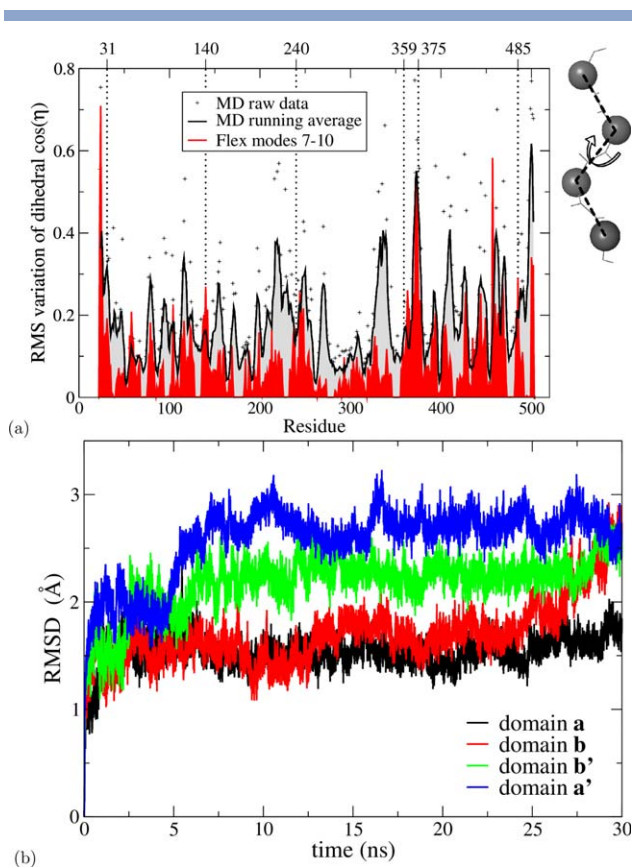 31 140 240 359 375 485
0.8
0.6
0.4
0.2
0
RMS variation of dihedral cos(η)
MD raw data
MD running average
Flex modes 7-10
0 100 200 300 400 500
Residue
(a)
3
2
1
0
RMSD (Å)
domain a
domain b
domain b’
domain a’
0 5 10 15 20 25 30
time (ns)
(b)